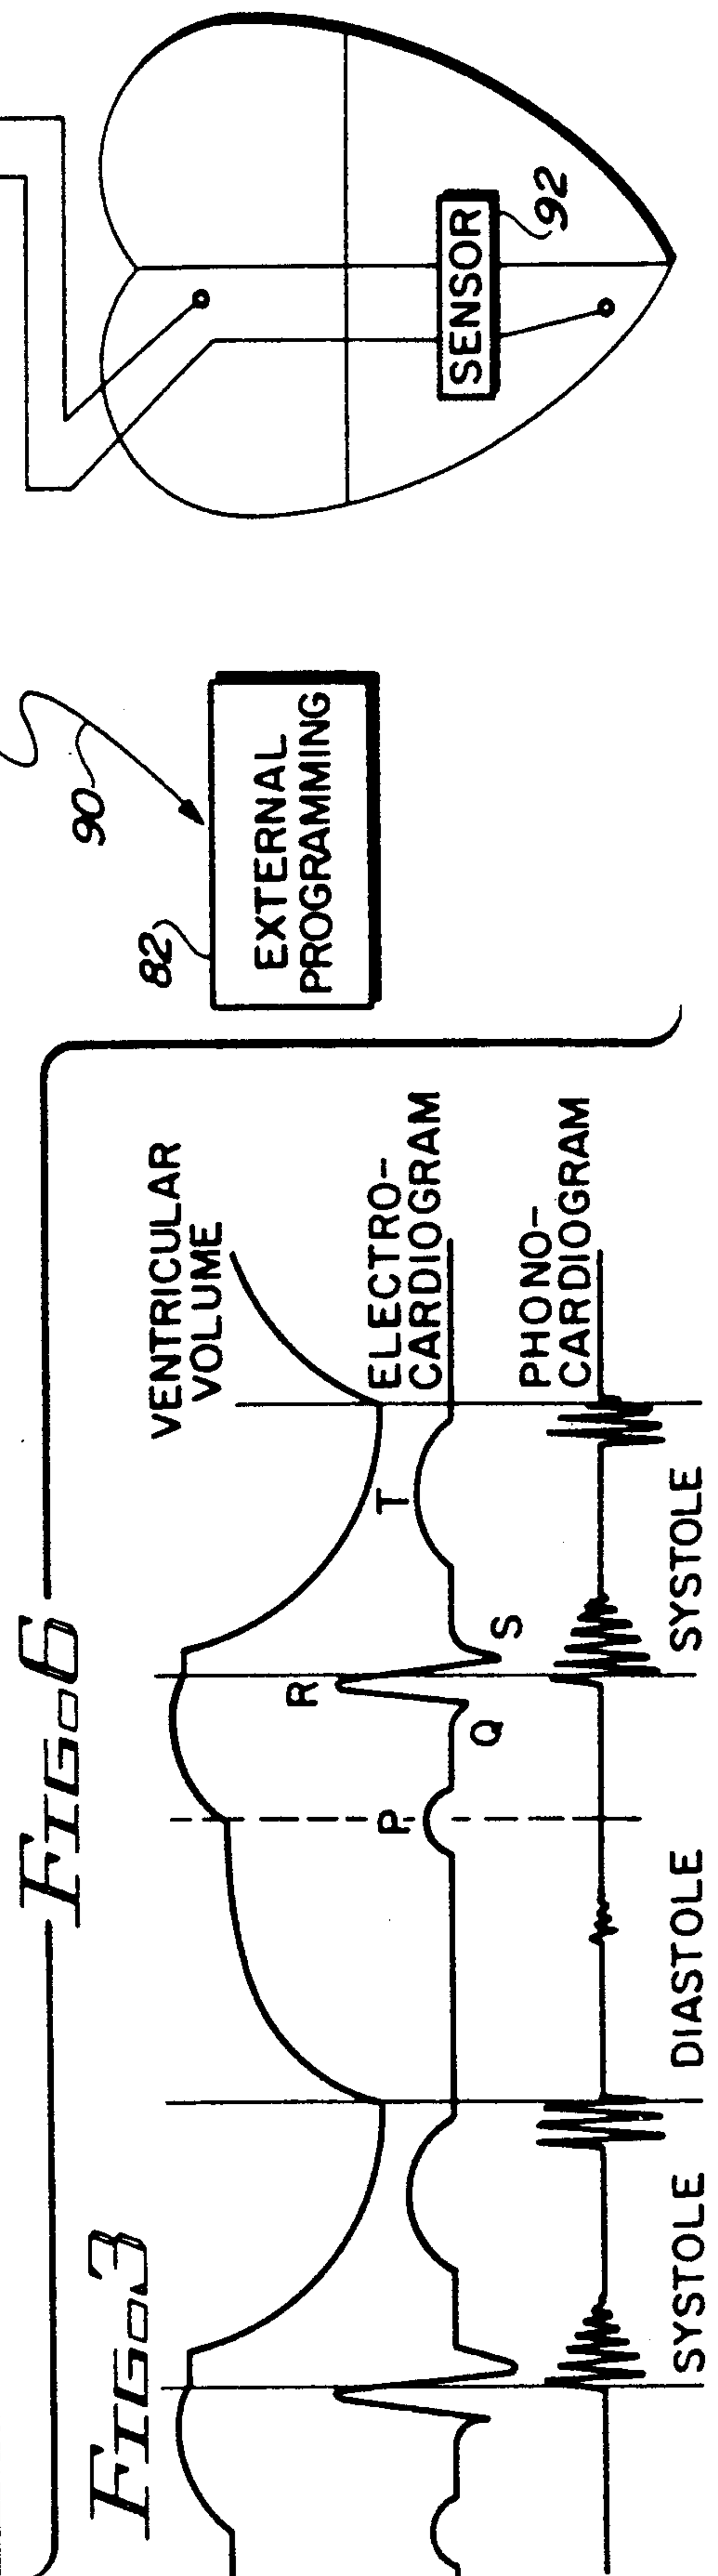 FIG. 6
SENSOR
92
90
82
EXTERNAL
PROGRAMMING
FIG. 3
VENTRICULAR
VOLUME
ELECTRO-
CARDIOGRAM
PHONO-
CARDIOGRAM
R
T
P
Q
S
SYSTOLE
DIASTOLE
SYSTOLE